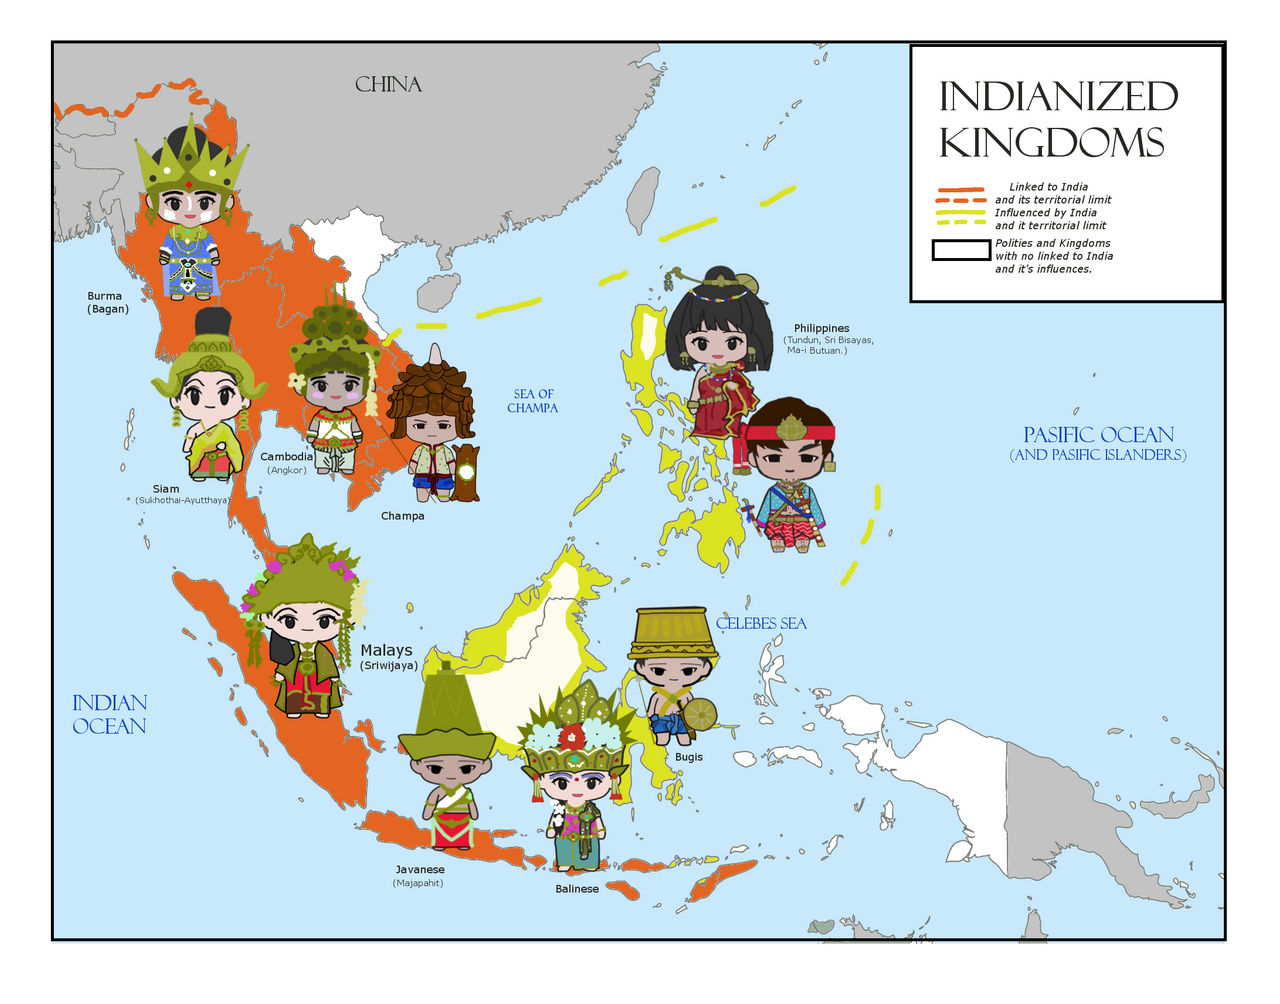 CHINA
INDIANIZED
KINGDOMS
Linked to India
and its territorial limit
Influenced by India
and it territorial limit
Polities and Kingdoms
with no linked to India
and it's influences.
Burma
(Bagan)
Philippines
(Tundun, Sri Bisayas,
Ma-i Butuan.)
SEA OF
CHAMPA
PASIFIC OCEAN
(AND PASIFIC ISLANDERS)
Cambodia
(Angkor)
Siam
(Sukhothai-Ayutthaya)
Champa
CELEBES SEA
Malays
(Sriwijaya)
INDIAN
OCEAN
Bugis
Javanese
(Majapahit)
Balinese